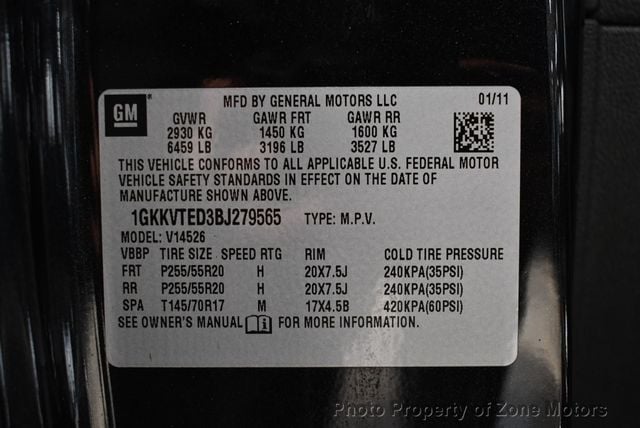 GM
MFD BY GENERAL MOTORS LLC 01/11
GVWR GAWR FRT GAWR RR
2930 KG 1450 KG 1600 KG
6459 LB 3196 LB 3527 LB
THIS VEHICLE CONFORMS TO ALL APPLICABLE U.S. FEDERAL MOTOR
VEHICLE SAFETY STANDARDS IN EFFECT ON THE DATE OF
MANUFACTURE SHOWN ABOVE.
1GKKVTED3BJ279565 TYPE: M.P.V.
MODEL: V14526
VBBP TIRE SIZE SPEED RTG RIM COLD TIRE PRESSURE
FRT P255/55R20 H 20X7.5J 240KPA(35PSI)
RR P255/55R20 H 20X7.5J 240KPA(35PSI)
SPA T145/70R17 M 17X4.5B 420KPA(60PSI)
SEE OWNER'S MANUAL FOR MORE INFORMATION.
Photo Property of Zone Motors